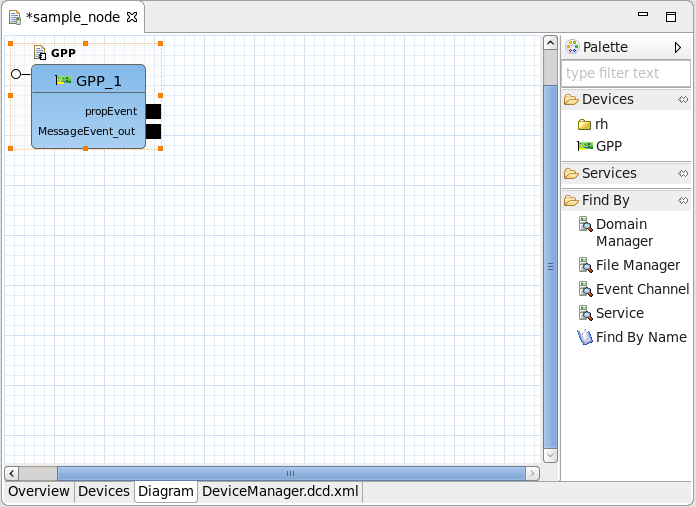 *sample_node
GPP
GPP_1
propEvent
MessageEvent_out
Palette
type filter text
Devices
rh
GPP
Services
Find By
Domain
Manager
File Manager
Event Channel
Service
Find By Name
Overview Devices Diagram DeviceManager.dcd.xml